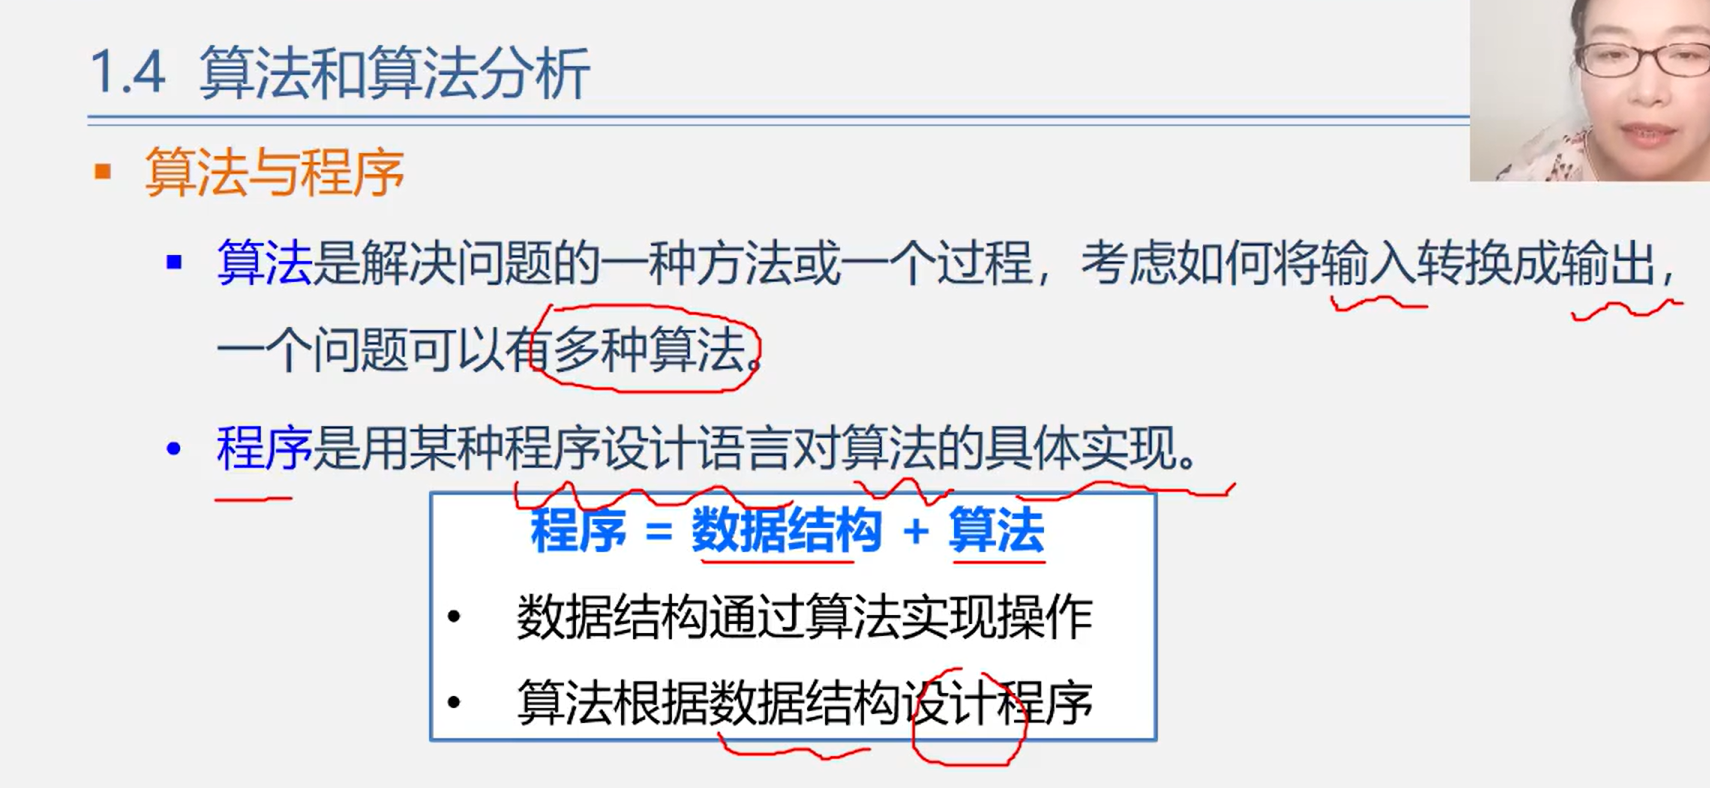 1.4 算法和算法分析
算法与程序
算法是解决问题的一种方法或一个过程，考虑如何将输入转换成输出，
一个问题可以有多种算法。
程序是用某种程序设计语言对算法的具体实现。
程序 = 数据结构 + 算法
• 数据结构通过算法实现操作
• 算法根据数据结构设计程序